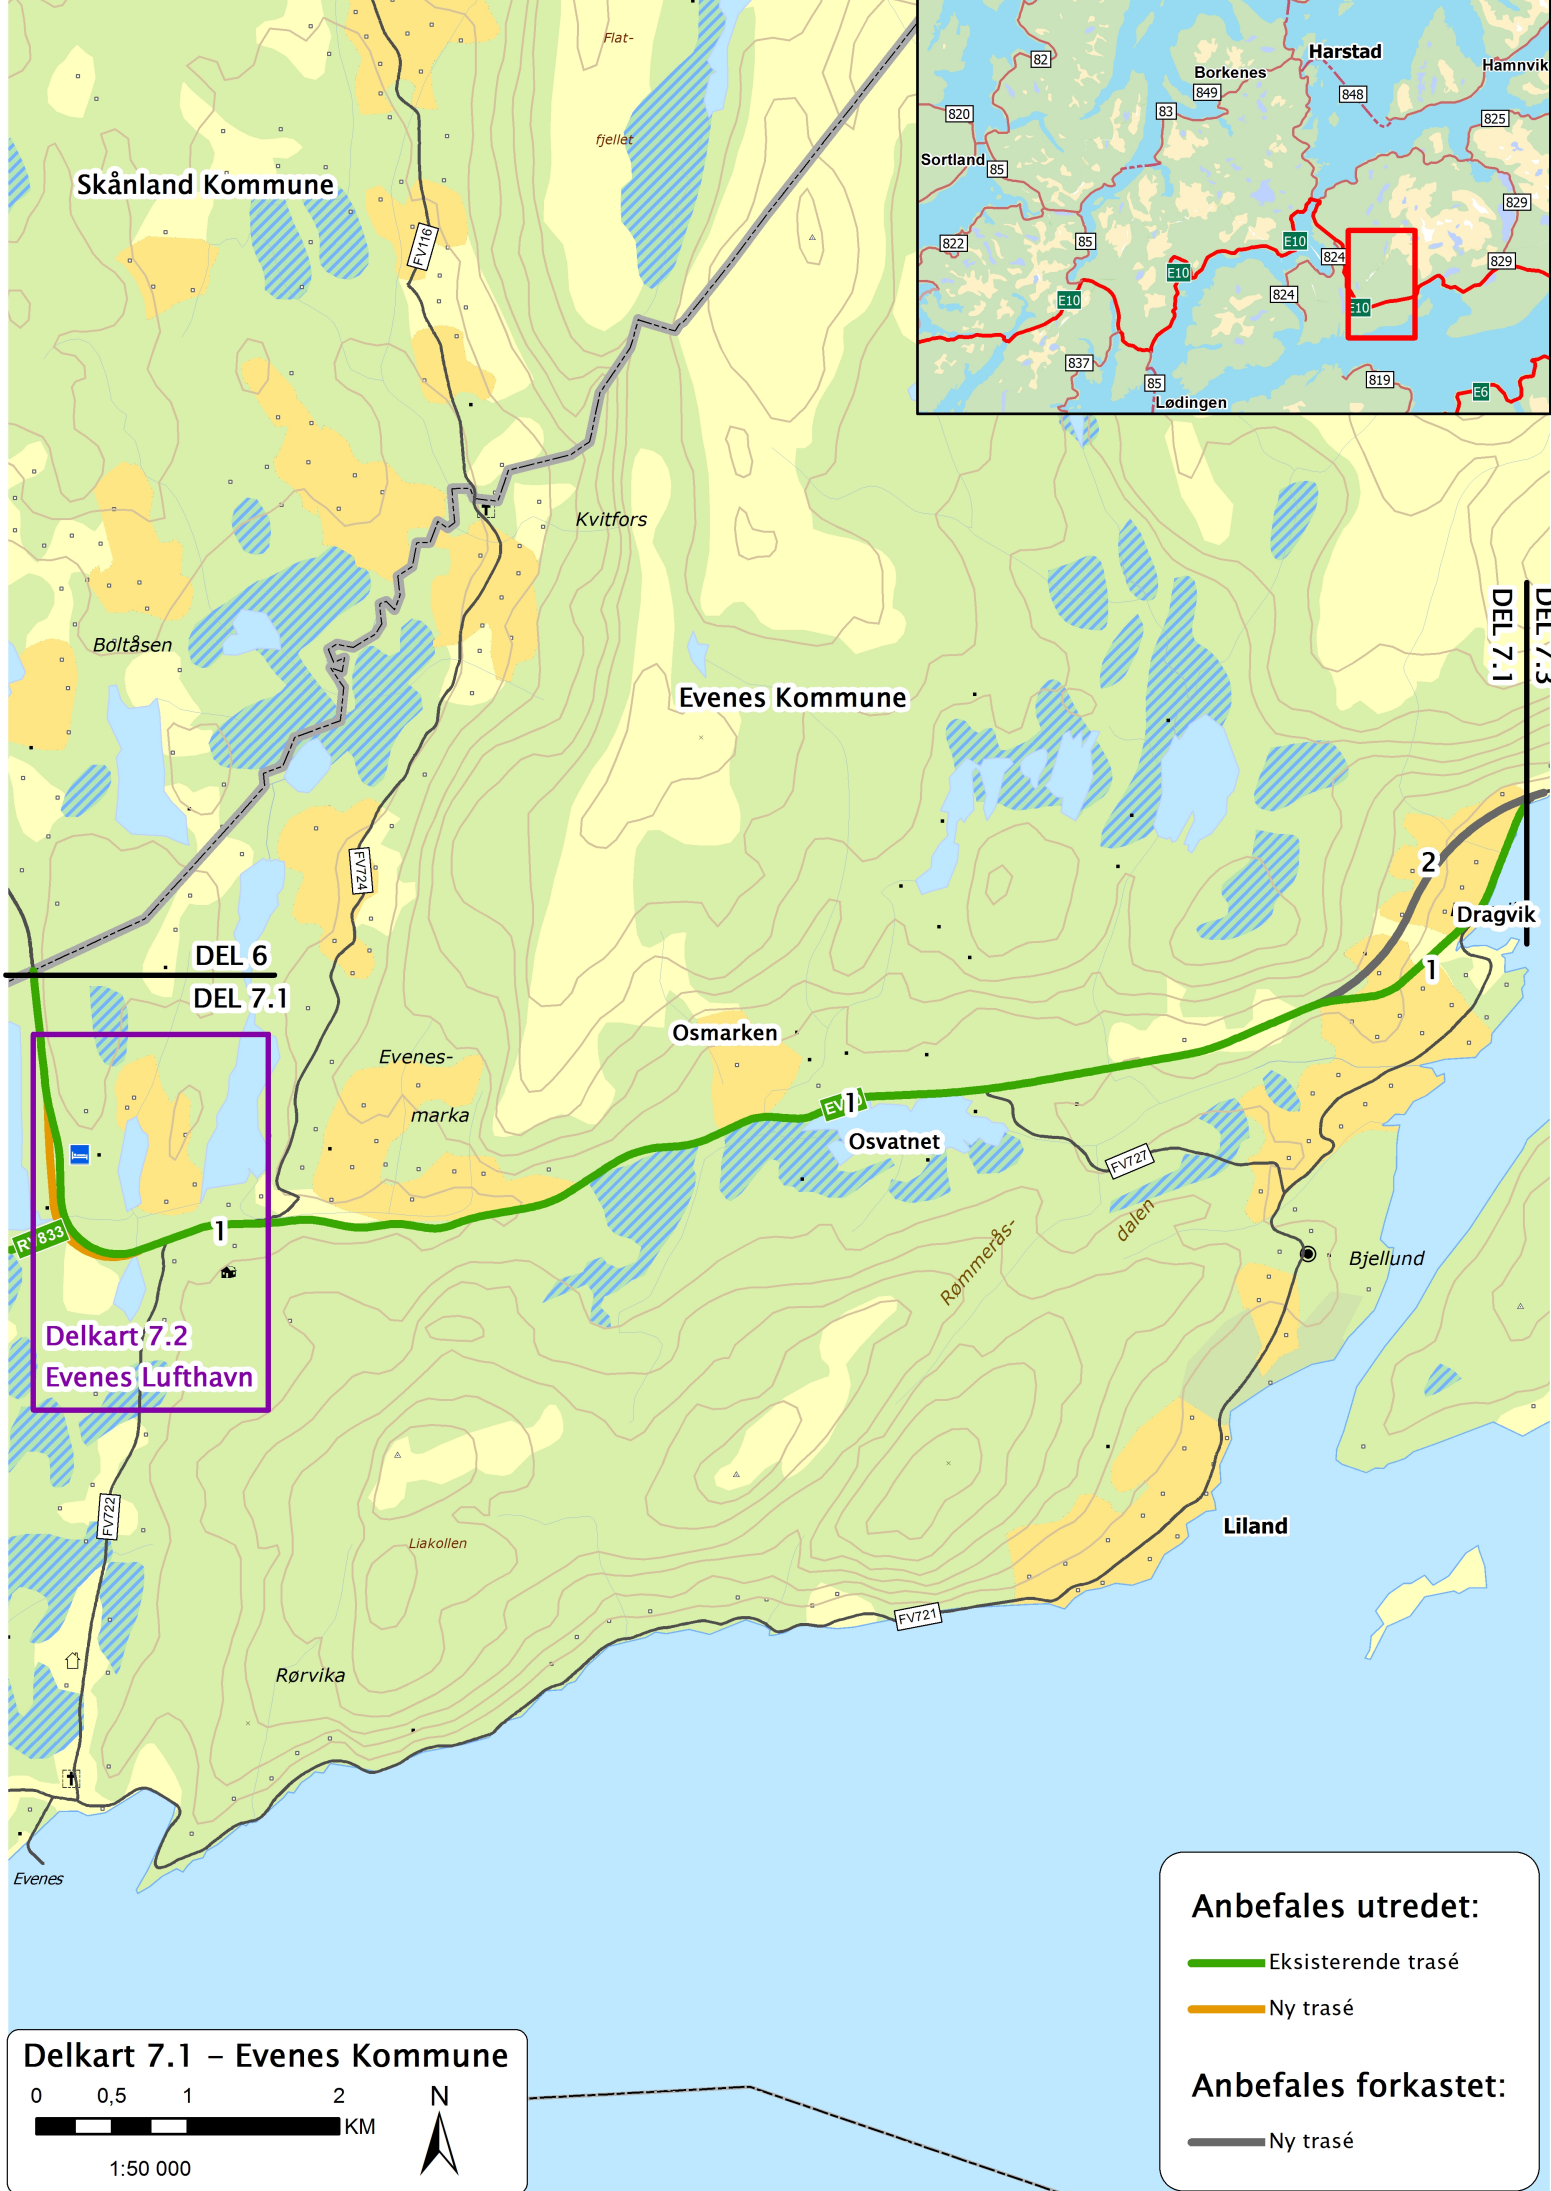 Flat-
fjellet
Skånland Kommune
FV116
82
Borkenes
849
Harstad
Hamnvik
848
820
83
825
Sortland
85
829
822
85
E10
824
829
E10
E10
824
E10
837
819
85
E6
Lødingen
Kvitfors
Boltåsen
Evenes Kommune
DEL 7.1
DEL 7.3
FV724
2
Dragvik
1
DEL 6
DEL 7.1
Osmarken
Evenes-
marka
1
Osvatnet
FV727
RV833
1
Rømmerås-
dalen
Bjellund
Delkart 7.2
Evenes Lufthavn
FV722
Liland
Liakollen
FV721
Rørvika
Evenes
Anbefales utredet:
Eksisterende trasé
Ny trasé
Anbefales forkastet:
Ny trasé
Delkart 7.1 – Evenes Kommune
0 0,5 1 2
KM
N
1:50 000